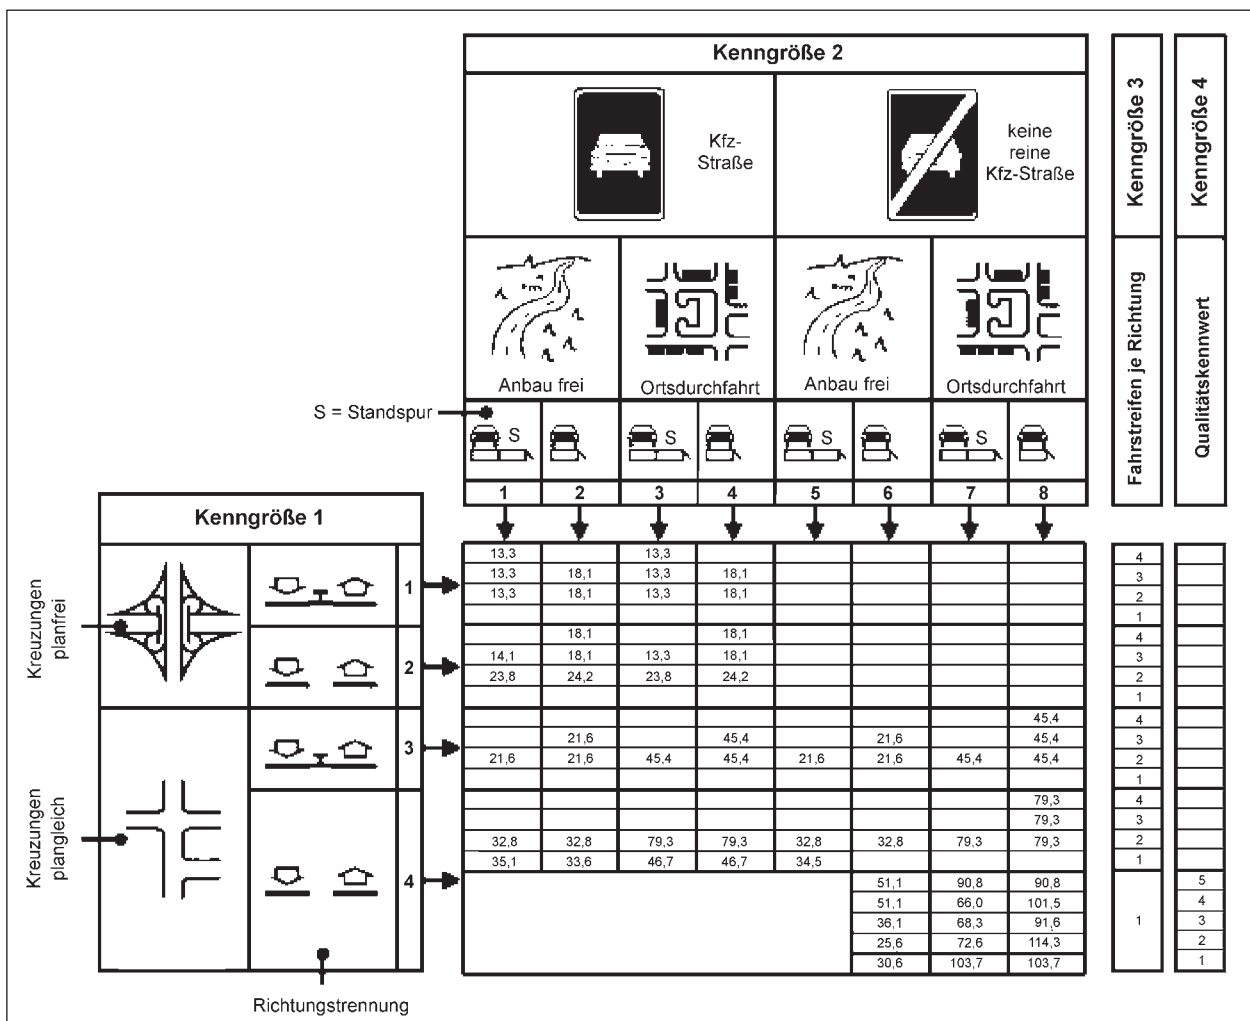 Kenngröße 2
Kfz-
Straße
keine
reine
Kfz-Straße
Kenngröße 3
Kenngröße 4
Anbau frei
Ortsdurchfahrt
Anbau frei
Ortsdurchfahrt
Fahrstreifen je Richtung
Qualitätskennwert
S = Standspur
S S S S
1 2 3 4 5 6 7 8
Kenngröße 1
Kreuzungen
planfrei
1
2
Kreuzungen
plangleich
3
4
Richtungstrennung
13,3 13,3 4
13,3 18,1 13,3 18,1 3
13,3 18,1 13,3 18,1 2
1
18,1 18,1 4
14,1 18,1 13,3 18,1 3
23,8 24,2 23,8 24,2 2
1
45,4 4
21,6 45,4 21,6 45,4 3
21,6 21,6 45,4 45,4 21,6 21,6 45,4 45,4 2
1
79,3 4
79,3 3
32,8 32,8 79,3 79,3 32,8 32,8 79,3 79,3 2
35,1 33,6 46,7 46,7 34,5 1
51,1 90,8 90,8 5
51,1 66,0 101,5 4
36,1 68,3 91,6 1 3
25,6 72,6 114,3 2
30,6 103,7 103,7 1